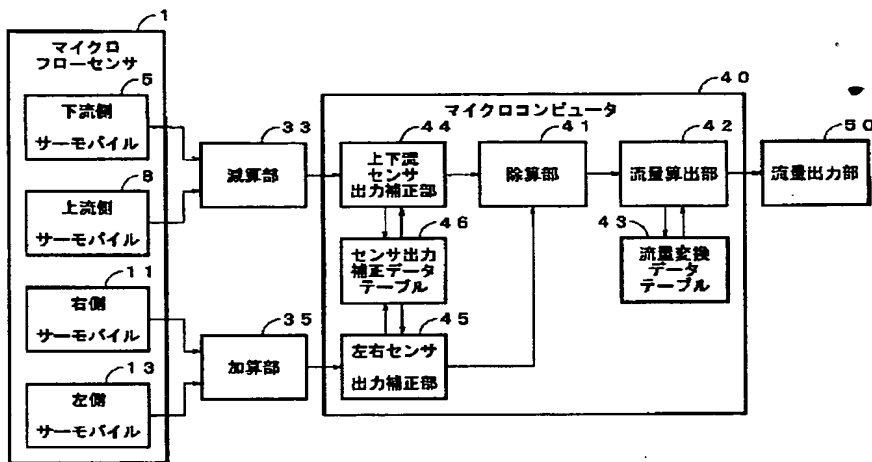 1
マイクロ
フローセンサ
5
下流側
サーモパイル
8
上流側
サーモパイル
11
右側
サーモパイル
13
左側
サーモパイル
33
減算部
35
加算部
40
マイクロコンピュータ
44
上下流
センサ
出力補正部
46
センサ出力
補正データ
テーブル
45
左右センサ
出力補正部
41
除算部
42
流量算出部
43
流量変換
データ
テーブル
50
流量出力部